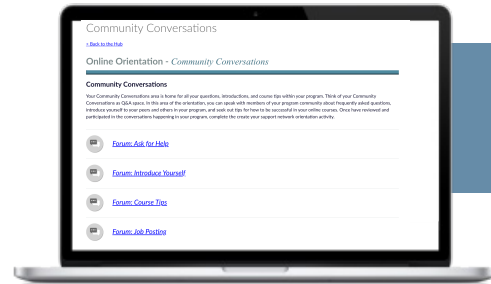 Community Conversations
< Back to the Hub
Online Orientation - Community Conversations
Community Conversations
Your Community Conversations area is home for all your questions, introductions, and course tips within your program. Think of your Community
Conversations as Q&A space. In this area of the orientation, you can speak with members of your program community about frequently asked questions,
introduce yourself to your peers and others in your program, and seek out tips for how to be successful in your online courses. Once have reviewed and
participated in the conversations happening in your program, complete the create your support network orientation activity.
Forum: Ask for Help
Forum: Introduce Yourself
Forum: Course Tips
Forum: Job Posting